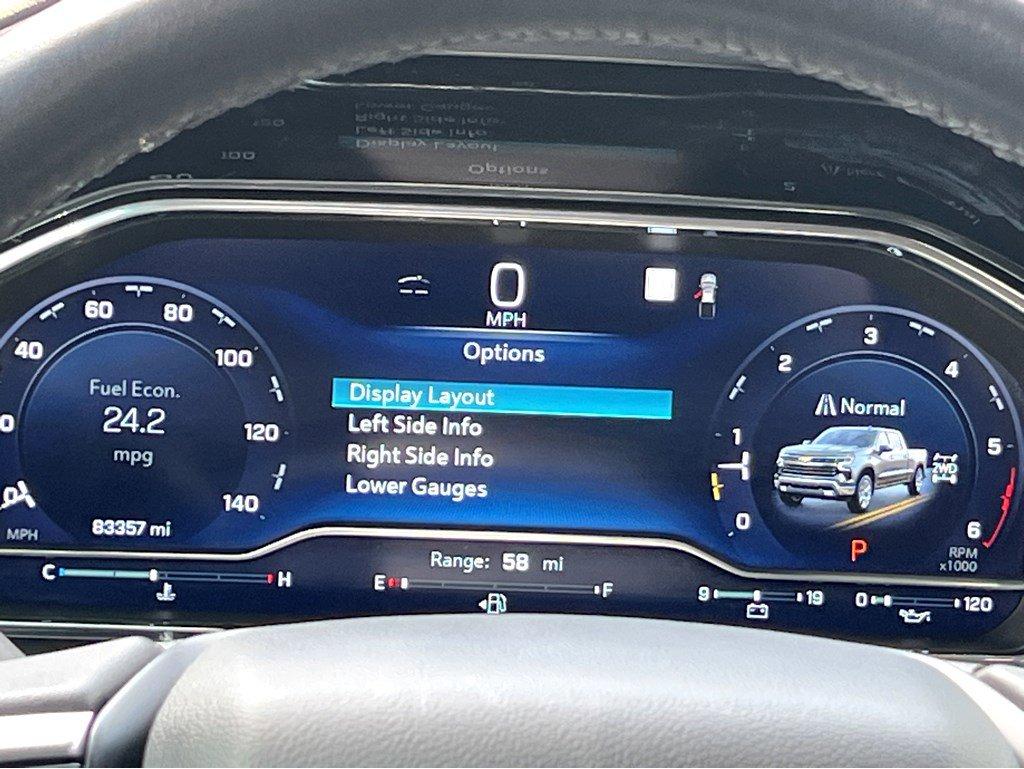 0
MPH
Options
Display Layout
Left Side Info
Right Side Info
Lower Gauges
40
60
80
100
120
140
Fuel Econ.
24.2
mpg
83357 mi
MPH
0
1
2
3
4
5
6
Normal
2WD
P
RPM
x1000
C H
Range: 58 mi
E F
9 19
0 120